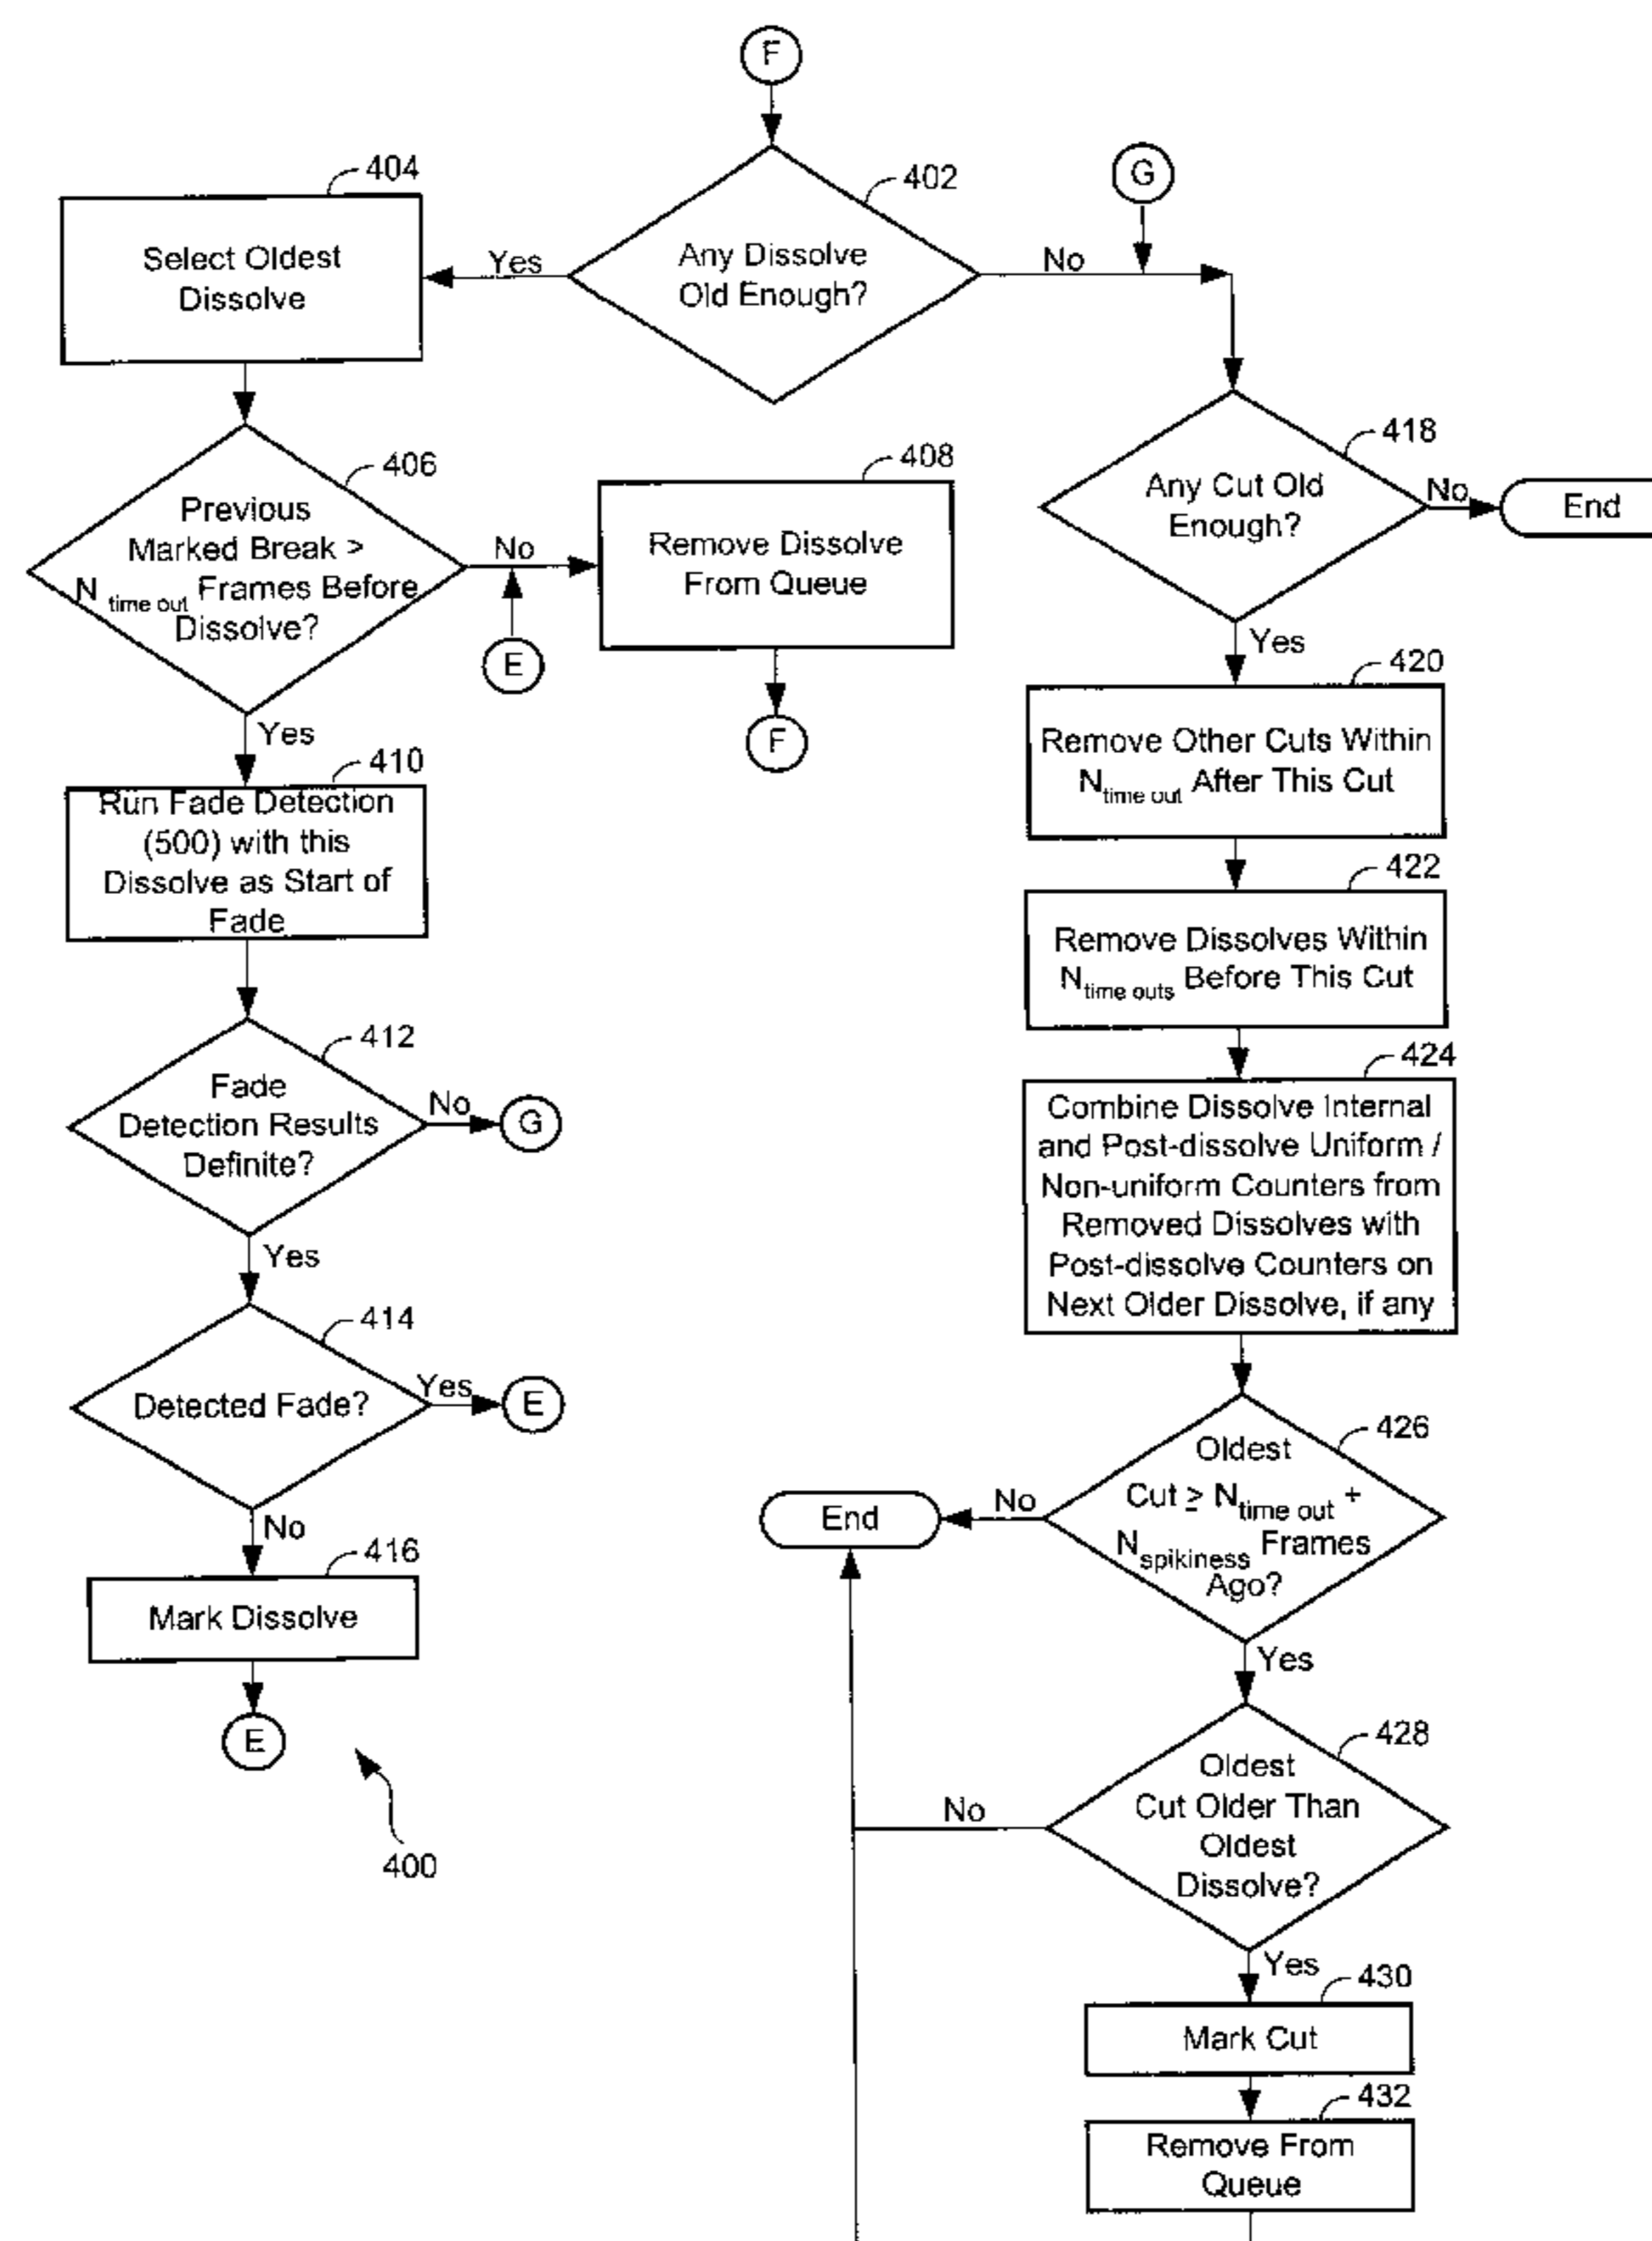 F
402
Any Dissolve
Old Enough?
Yes
No
G
404
Select Oldest
Dissolve
406
Previous
Marked Break >
N time out Frames Before
Dissolve?
No
E
408
Remove Dissolve
From Queue
F
Yes
410
Run Fade Detection
(500) with this
Dissolve as Start of
Fade
412
Fade
Detection Results
Definite?
No
G
Yes
414
Detected Fade?
Yes
E
No
416
Mark Dissolve
E
400
418
Any Cut Old
Enough?
No
End
Yes
420
Remove Other Cuts Within
Ntime out After This Cut
422
Remove Dissolves Within
Ntime outs Before This Cut
424
Combine Dissolve Internal
and Post-dissolve Uniform /
Non-uniform Counters from
Removed Dissolves with
Post-dissolve Counters on
Next Older Dissolve, if any
426
Oldest
Cut ≥ Ntime out +
Nspikiness Frames
Ago?
No
End
Yes
428
Oldest
Cut Older Than
Oldest
Dissolve?
No
Yes
430
Mark Cut
432
Remove From
Queue